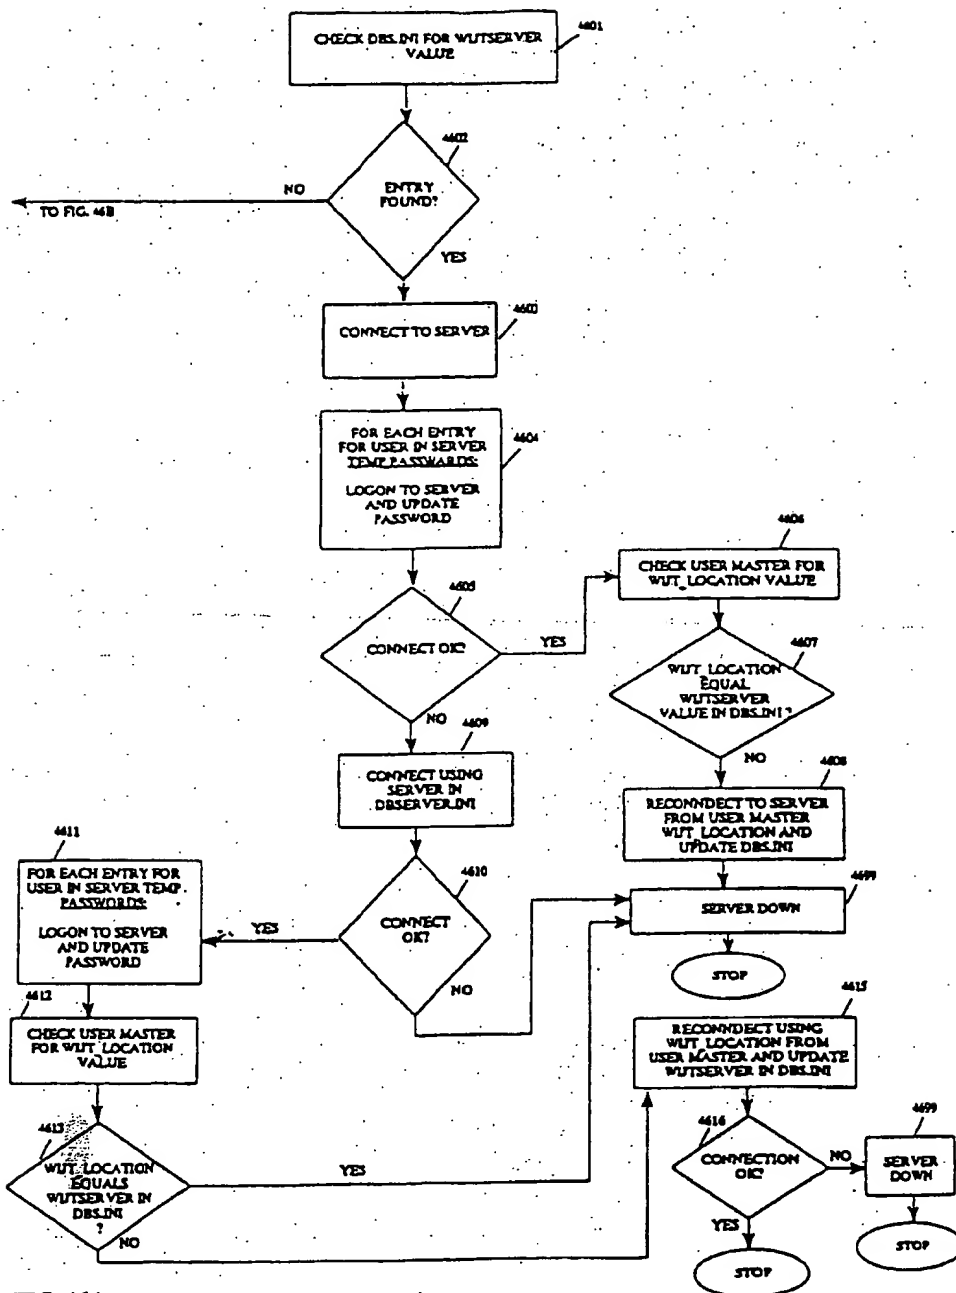 4601
CHECK DBS.INI FOR WUTSERVER
VALUE
4602
ENTRY
FOUND?
NO
TO FIG. 46B
YES
4603
CONNECT TO SERVER
4604
FOR EACH ENTRY
FOR USER IN SERVER
TEMP PASSWARDS:
LOGON TO SERVER
AND UPDATE
PASSWORD
4605
CONNECT OK?
YES
NO
4606
CHECK USER MASTER FOR
WUT_LOCATION VALUE
4607
WUT_LOCATION
EQUAL
WUTSERVER
VALUE IN DBS.INI?
NO
4608
RECONNDECT TO SERVER
FROM USER MASTER
WUT_LOCATION AND
UPDATE DBS.INI
4609
CONNECT USING
SERVER IN
DBSERVER.INI
4610
CONNECT
OK?
YES
NO
4699
SERVER DOWN
STOP
4611
FOR EACH ENTRY FOR
USER IN SERVER TEMP.
PASSWORDS:
LOGON TO SERVER
AND UPDATE
PASSWORD
4612
CHECK USER MASTER
FOR WUT_LOCATION
VALUE
4613
WUT_LOCATION
EQUALS
WUTSERVER IN
DBS.INI
?
YES
NO
4615
RECONNDECT USING
WUT_LOCATION FROM
USER MASTER AND UPDATE
WUTSERVER IN DBS.INI
4616
CONNECTION
OK?
NO
YES
STOP
4699
SERVER
DOWN
STOP